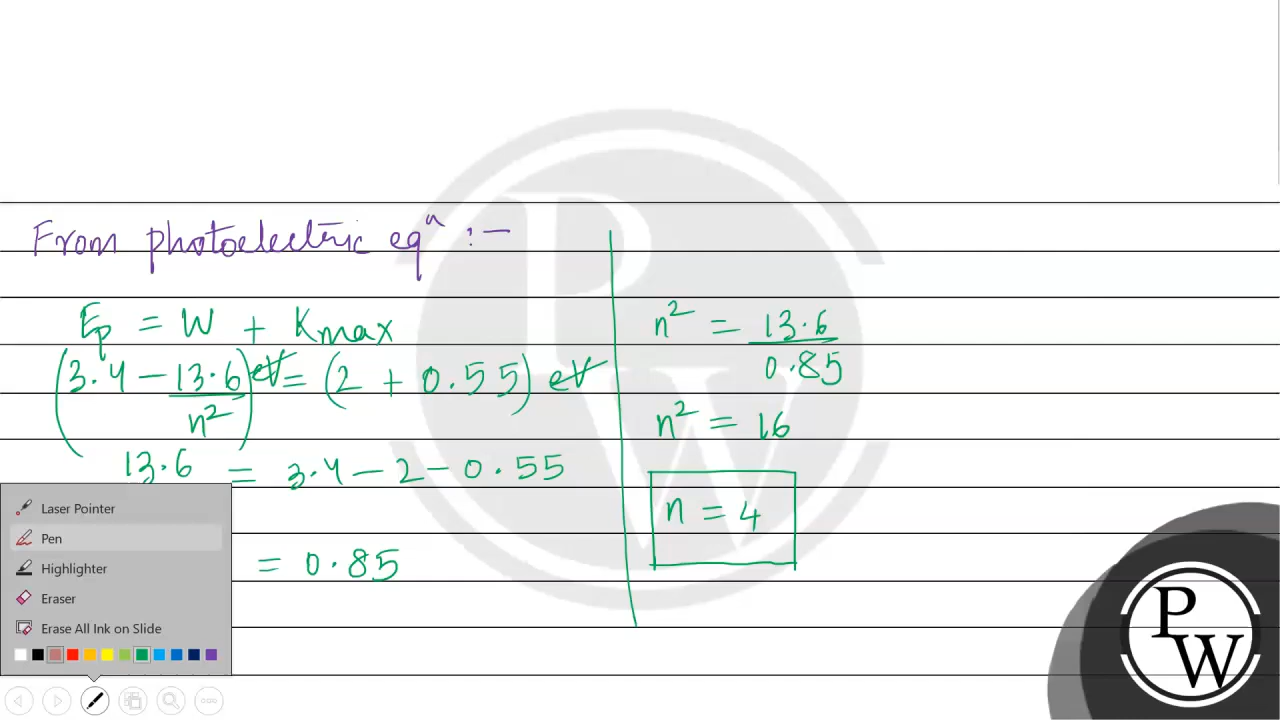 From photoelectric eqⁿ :-
Ep = W + Kmax
(3.4 - 13.6/n²) eV = (2 + 0.55) eV
13.6 = 3.4 - 2 - 0.55
= 0.85
n² = 13.6/0.85
n² = 16
n = 4
Laser Pointer
Pen
Highlighter
Eraser
Erase All Ink on Slide
PW
PW